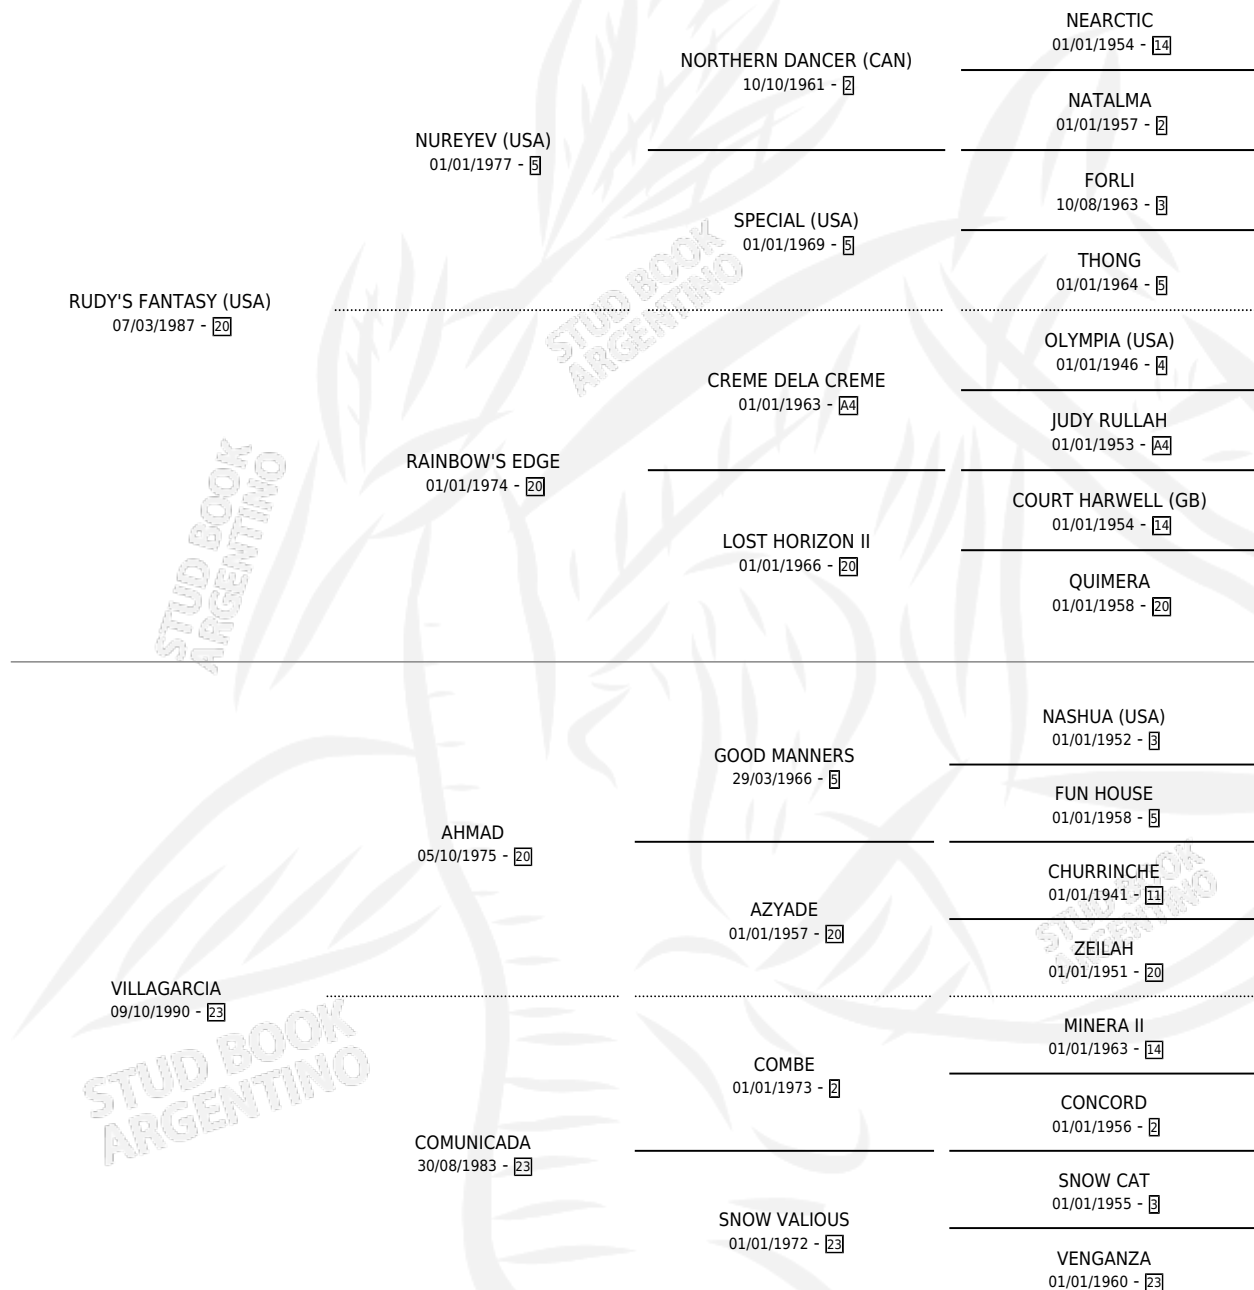 NEARCTIC
01/01/1954 - 14
NORTHERN DANCER (CAN)
10/10/1961 - 2
NATALMA
01/01/1957 - 2
NUREYEV (USA)
01/01/1977 - 5
FORLI
10/08/1963 - 3
SPECIAL (USA)
01/01/1969 - 5
THONG
01/01/1964 - 5
RUDY'S FANTASY (USA)
07/03/1987 - 20
OLYMPIA (USA)
01/01/1946 - 4
CREME DELA CREME
01/01/1963 - A4
JUDY RULLAH
01/01/1953 - A4
RAINBOW'S EDGE
01/01/1974 - 20
COURT HARWELL (GB)
01/01/1954 - 14
LOST HORIZON II
01/01/1966 - 20
QUIMERA
01/01/1958 - 20
NASHUA (USA)
01/01/1952 - 3
GOOD MANNERS
29/03/1966 - 5
FUN HOUSE
01/01/1958 - 5
AHMAD
05/10/1975 - 20
CHURRINCHE
01/01/1941 - 11
AZYADE
01/01/1957 - 20
ZEILAH
01/01/1951 - 20
VILLAGARCIA
09/10/1990 - 23
MINERA II
01/01/1963 - 14
COMBE
01/01/1973 - 2
CONCORD
01/01/1956 - 2
COMUNICADA
30/08/1983 - 23
SNOW CAT
01/01/1955 - 3
SNOW VALIOUS
01/01/1972 - 23
VENGANZA
01/01/1960 - 23
STUD BOOK
ARGENTINO
STUD BOOK
ARGENTINO
STUD BOOK
ARGENTINO
STUD BOOK
ARGENTINO